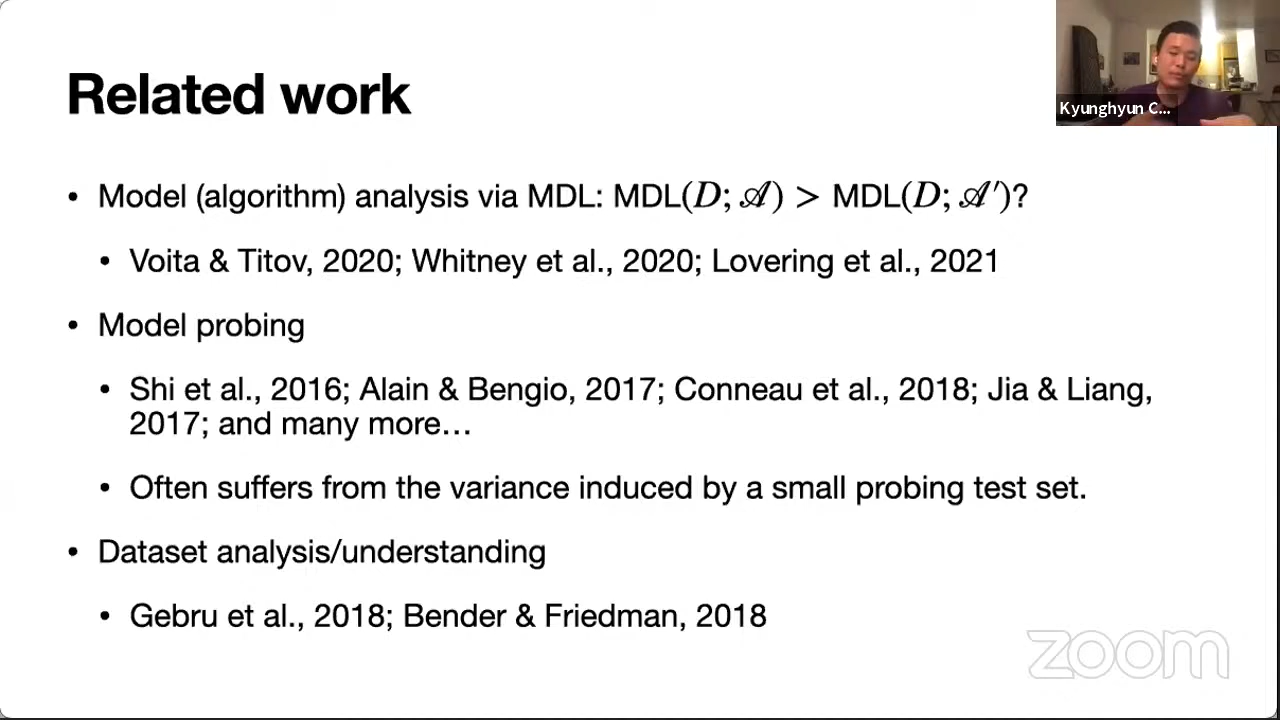 Related work
Kyunghyun C...
• Model (algorithm) analysis via MDL: MDL(D; 𝒜) > MDL(D; 𝒜′)?
• Voita & Titov, 2020; Whitney et al., 2020; Lovering et al., 2021
• Model probing
• Shi et al., 2016; Alain & Bengio, 2017; Conneau et al., 2018; Jia & Liang,
2017; and many more…
• Often suffers from the variance induced by a small probing test set.
• Dataset analysis/understanding
• Gebru et al., 2018; Bender & Friedman, 2018
zoom